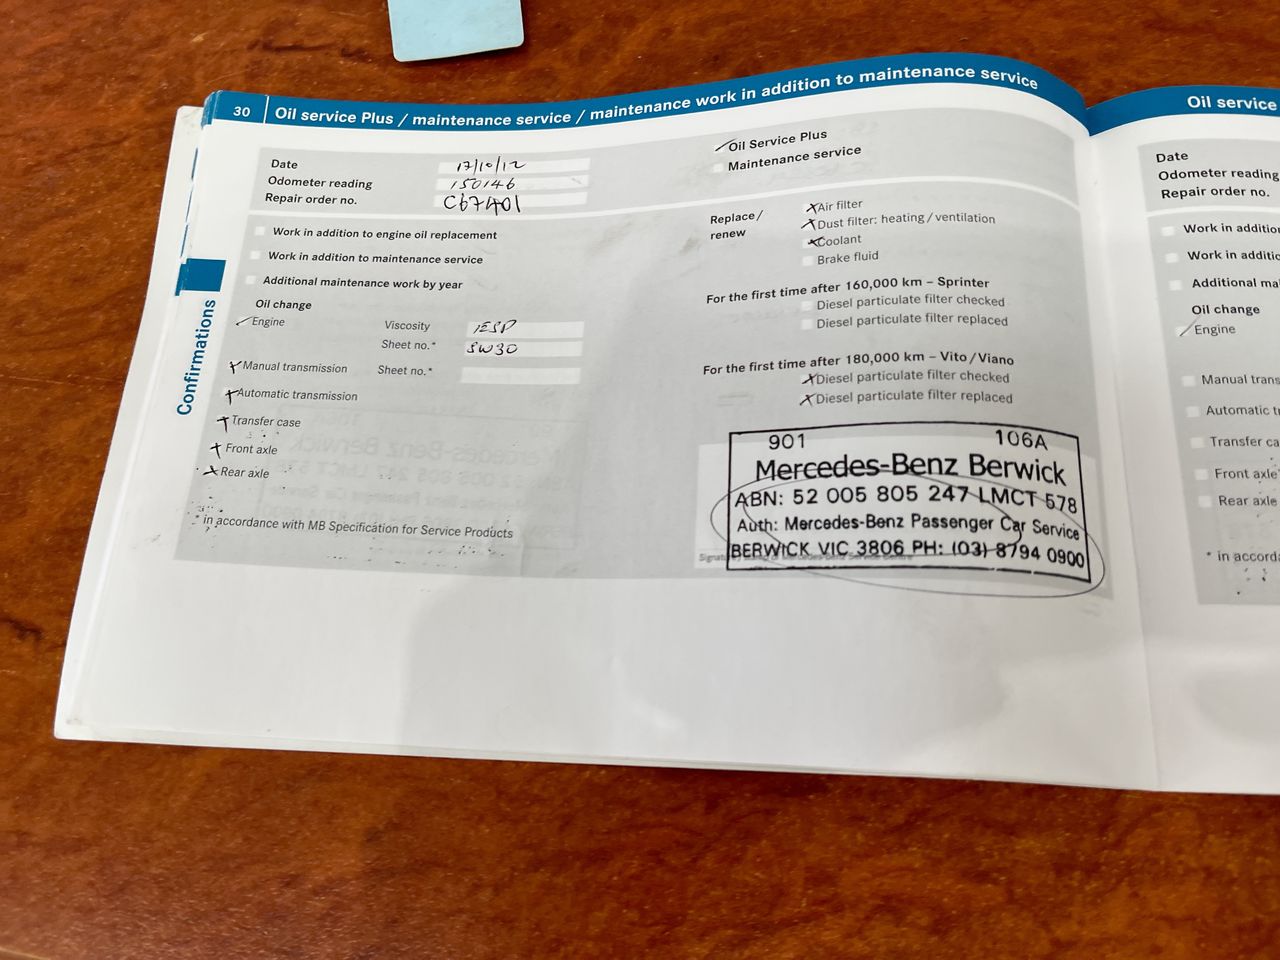 30 Oil service Plus / maintenance service / maintenance work in addition to maintenance service
Date 17/10/12
Odometer reading 150146
Repair order no. C67401
Work in addition to engine oil replacement
Work in addition to maintenance service
Additional maintenance work by year
Oil change
Engine Viscosity
Sheet no.* 5W30
Manual transmission Sheet no.*
Automatic transmission
Transfer case
Front axle
Rear axle
* in accordance with MB Specification for Service Products
Confirmations
Oil Service Plus
Maintenance service
Replace/
renew
Air filter
Dust filter: heating/ventilation
Coolant
Brake fluid
For the first time after 160,000 km – Sprinter
Diesel particulate filter checked
Diesel particulate filter replaced
For the first time after 180,000 km – Vito/Viano
Diesel particulate filter checked
Diesel particulate filter replaced
901 106A
Mercedes-Benz Berwick
ABN: 52 005 805 247 LMCT 578
Auth: Mercedes-Benz Passenger Car Service
BERWICK VIC 3806 PH: (03) 8794 0900
Oil service
Date
Odometer reading
Repair order no.
Work in
Work in
Additional
Oil change
Engine
Manual
Automatic
Transfer
Front axle
Rear axle
* in